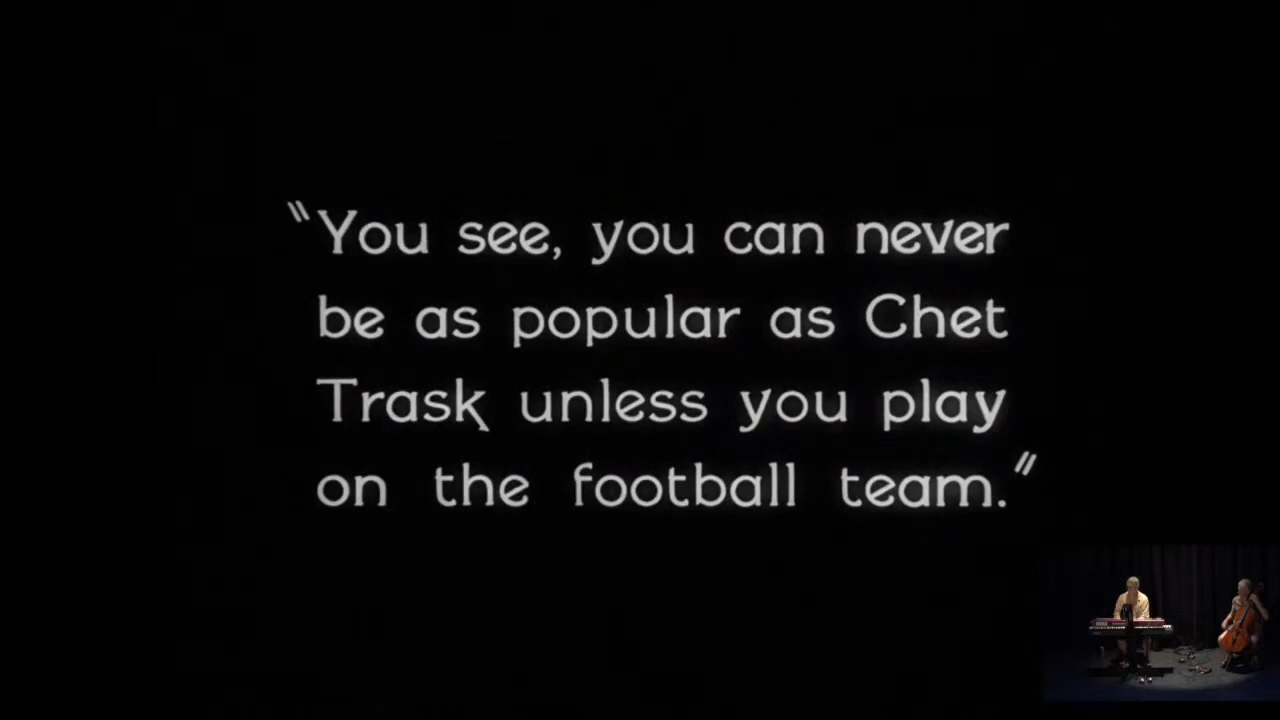 "You see, you can never
be as popular as Chet
Trask unless you play
on the football team."